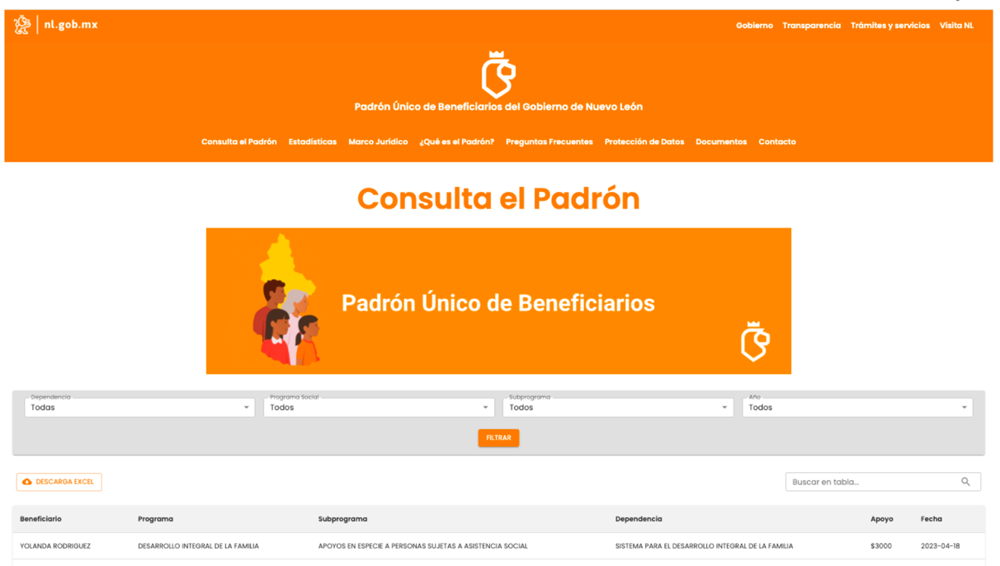 nl.gob.mx
Gobierno Transparencia Trámites y servicios Visita NL
Padrón Único de Beneficiarios del Gobierno de Nuevo León
Consulta el Padrón Estadísticas Marco Jurídico ¿Qué es el Padrón? Preguntas Frecuentes Protección de Datos Documentos Contacto
Consulta el Padrón
Padrón Único de Beneficiarios
Dependencia Programa Social Subprograma Año
Todas Todos Todos Todos
FILTRAR
DESCARGA EXCEL Buscar en tabla...
Beneficiario Programa Subprograma Dependencia Apoyo Fecha
YOLANDA RODRIGUEZ DESARROLLO INTEGRAL DE LA FAMILIA APOYOS EN ESPECIE A PERSONAS SUJETAS A ASISTENCIA SOCIAL SISTEMA PARA EL DESARROLLO INTEGRAL DE LA FAMILIA $3000 2023-04-18